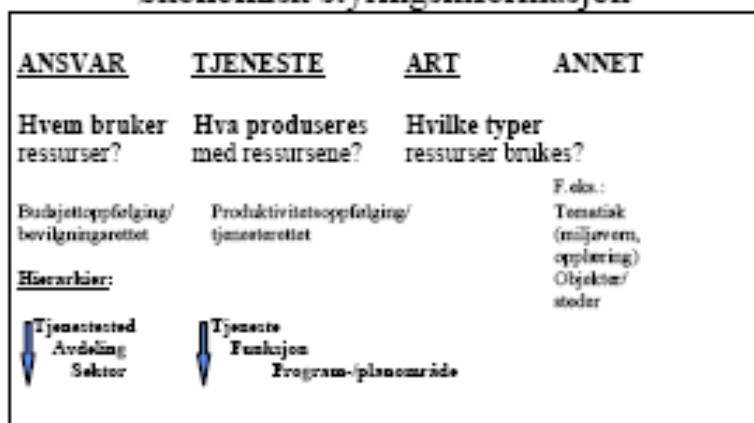 ANSVAR TJENESTE ART ANNET
Hvem bruker Hva produseres Hvilke typer
ressurser? med ressursene? ressurser brukes?
F.eks.:
Budsjettoppfølging/ Produktivitetsoppfølging/ Tematisk
bevilgningsrettet tjenesterettet (miljøvern,
opplæring)
Hierarkier: Objekter/
steder
Tjenestested Tjeneste
Avdeling Funksjon
Sektor Program-/planområde